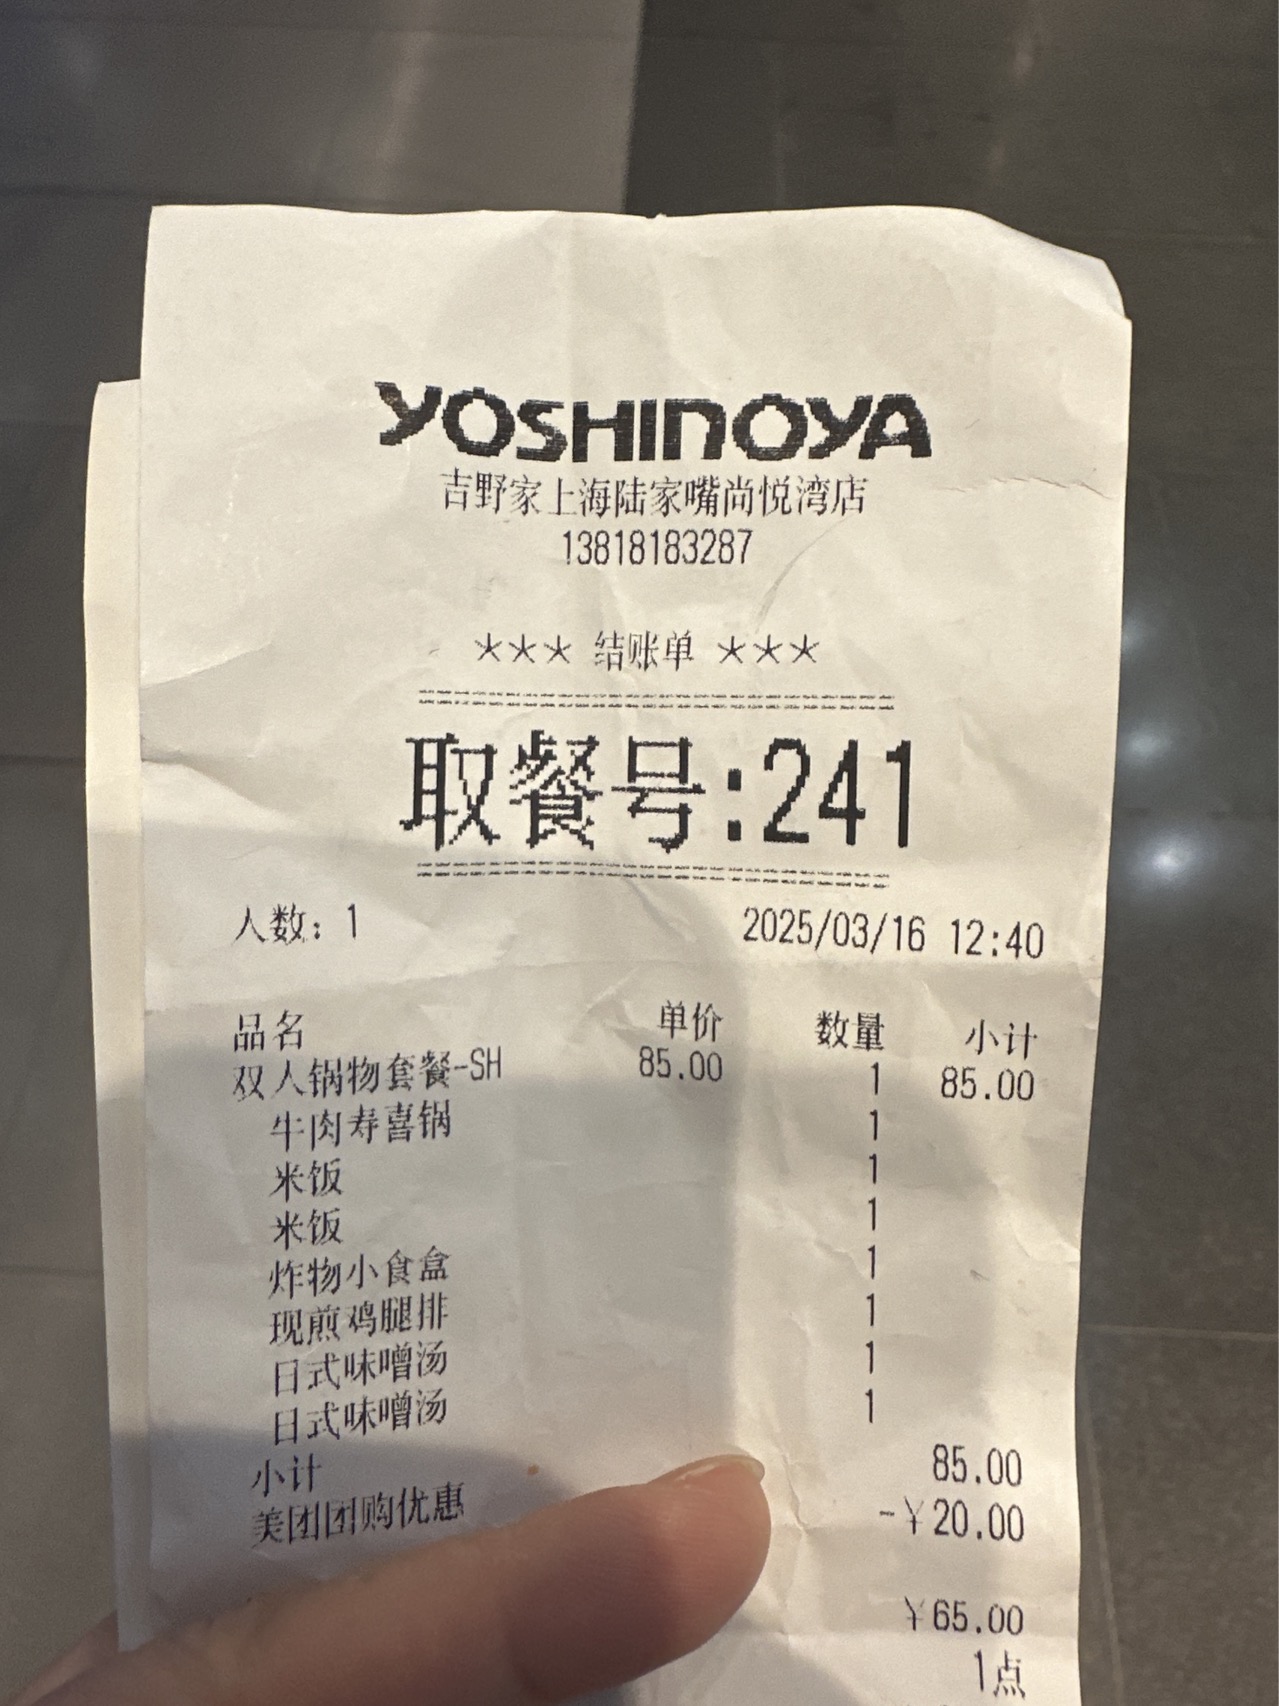 YOSHINOYA
吉野家上海陆家嘴尚悦湾店
13818183287
*** 结账单 ***
取餐号:241
人数: 1 2025/03/16 12:40
品名 单价 数量 小计
双人锅物套餐-SH 85.00 1 85.00
牛肉寿喜锅 1
米饭 1
米饭 1
炸物小食盒 1
现煎鸡腿排 1
日式味噌汤 1
日式味噌汤 1
小计 85.00
美团团购优惠 -¥20.00
¥65.00
1点